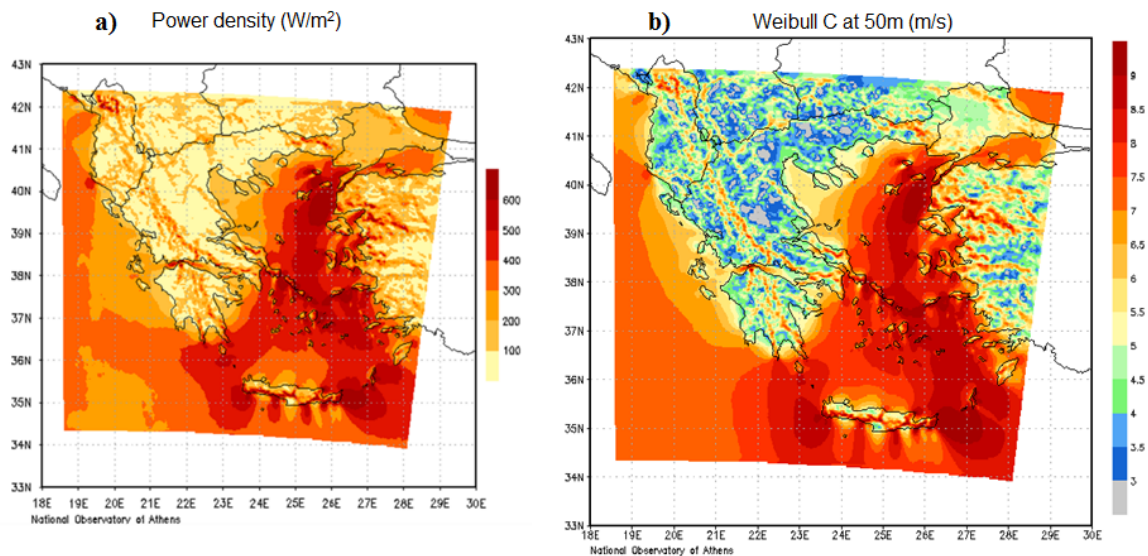 a) Power density (W/m²)
43N
42N
41N
40N
39N
38N
37N
36N
35N
34N
33N
18E 19E 20E 21E 22E 23E 24E 25E 26E 27E 28E 29E 30E
National Observatory of Athens
600
500
400
300
200
100
b) Weibull C at 50m (m/s)
43N
42N
41N
40N
39N
38N
37N
36N
35N
34N
33N
18E 19E 20E 21E 22E 23E 24E 25E 26E 27E 28E 29E 30E
National Observatory of Athens
9
8.5
8
7.5
7
6.5
6
5.5
5
4.5
4
3.5
3